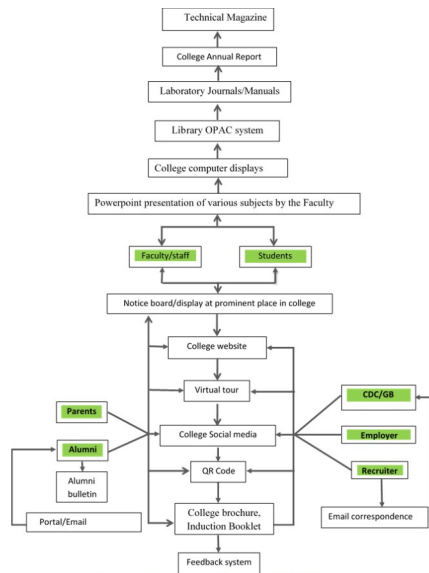 Technical Magazine
College Annual Report
Laboratory Journals/Manuals
Library OPAC system
College computer displays
Powerpoint presentation of various subjects by the Faculty
Faculty/staff
Students
Notice board/display at prominent place in college
College website
Virtual tour
CDC/GB
Parents
College Social media
Employer
Alumni
QR Code
Recruiter
Alumni
bulletin
College brochure,
Induction Booklet
Portal/Email
Email correspondence
Feedback system